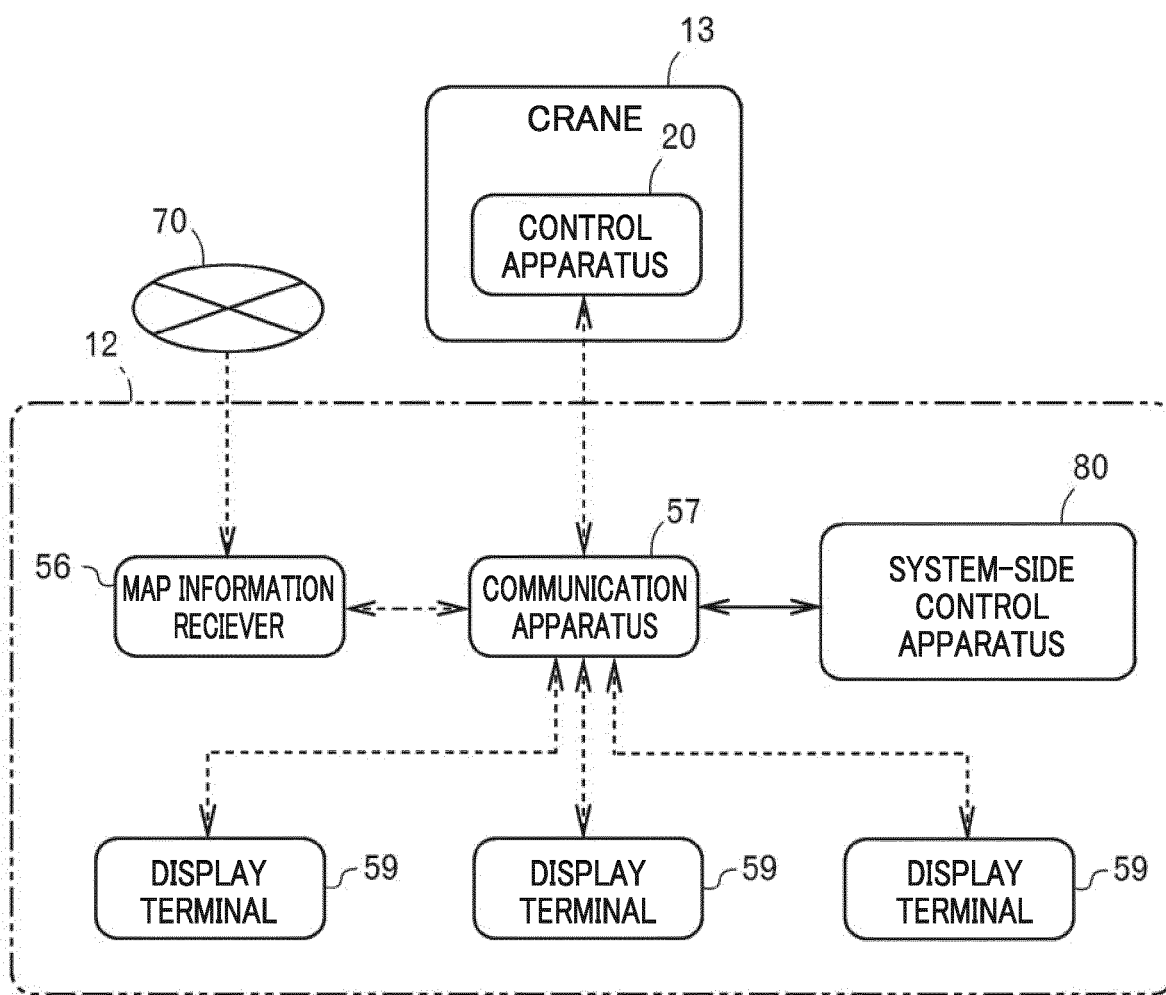 13
CRANE
20
CONTROL
APPARATUS
70
12
80
57
56
MAP INFORMATION
RECIEVER
COMMUNICATION
APPARATUS
SYSTEM-SIDE
CONTROL
APPARATUS
DISPLAY
TERMINAL
59
DISPLAY
TERMINAL
59
DISPLAY
TERMINAL
59